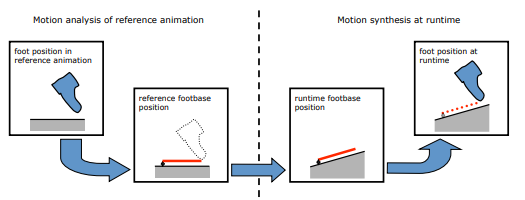 Motion analysis of reference animation
Motion synthesis at runtime
foot position in
reference animation
reference footbase
position
runtime footbase
position
foot position at
runtime